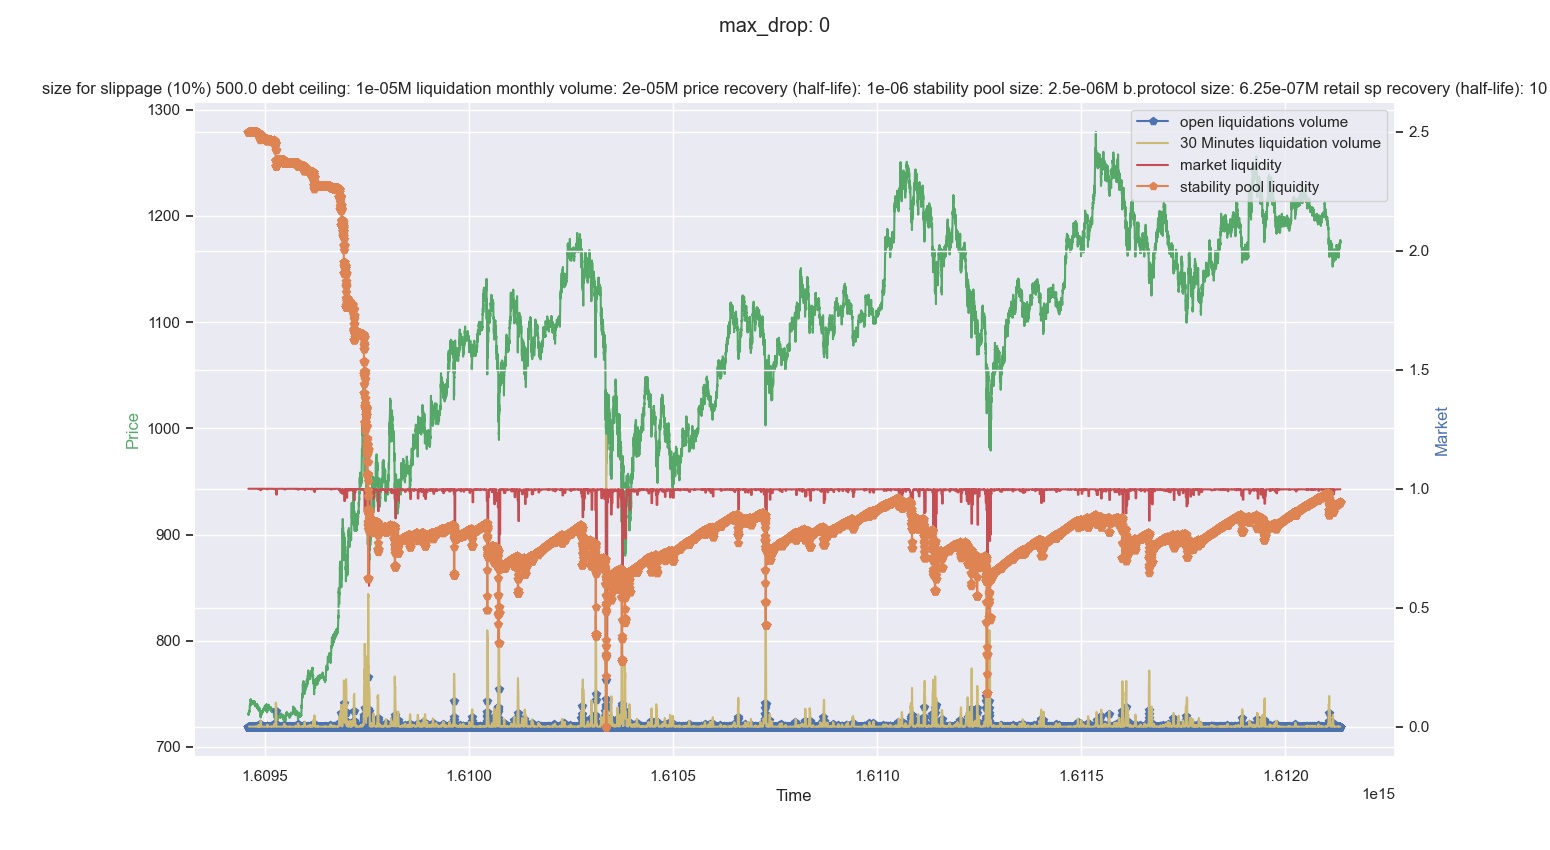 max_drop: 0
size for slippage (10%) 500.0 debt ceiling: 1e-05M liquidation monthly volume: 2e-05M price recovery (half-life): 1e-06 stability pool size: 2.5e-06M b.protocol size: 6.25e-07M retail sp recovery (half-life): 10
open liquidations volume
30 Minutes liquidation volume
market liquidity
stability pool liquidity
1300
1200
1100
1000
900
800
700
Price
2.5
2.0
1.5
1.0
0.5
0.0
Market
1.6095 1.6100 1.6105 1.6110 1.6115 1.6120
Time
1e15